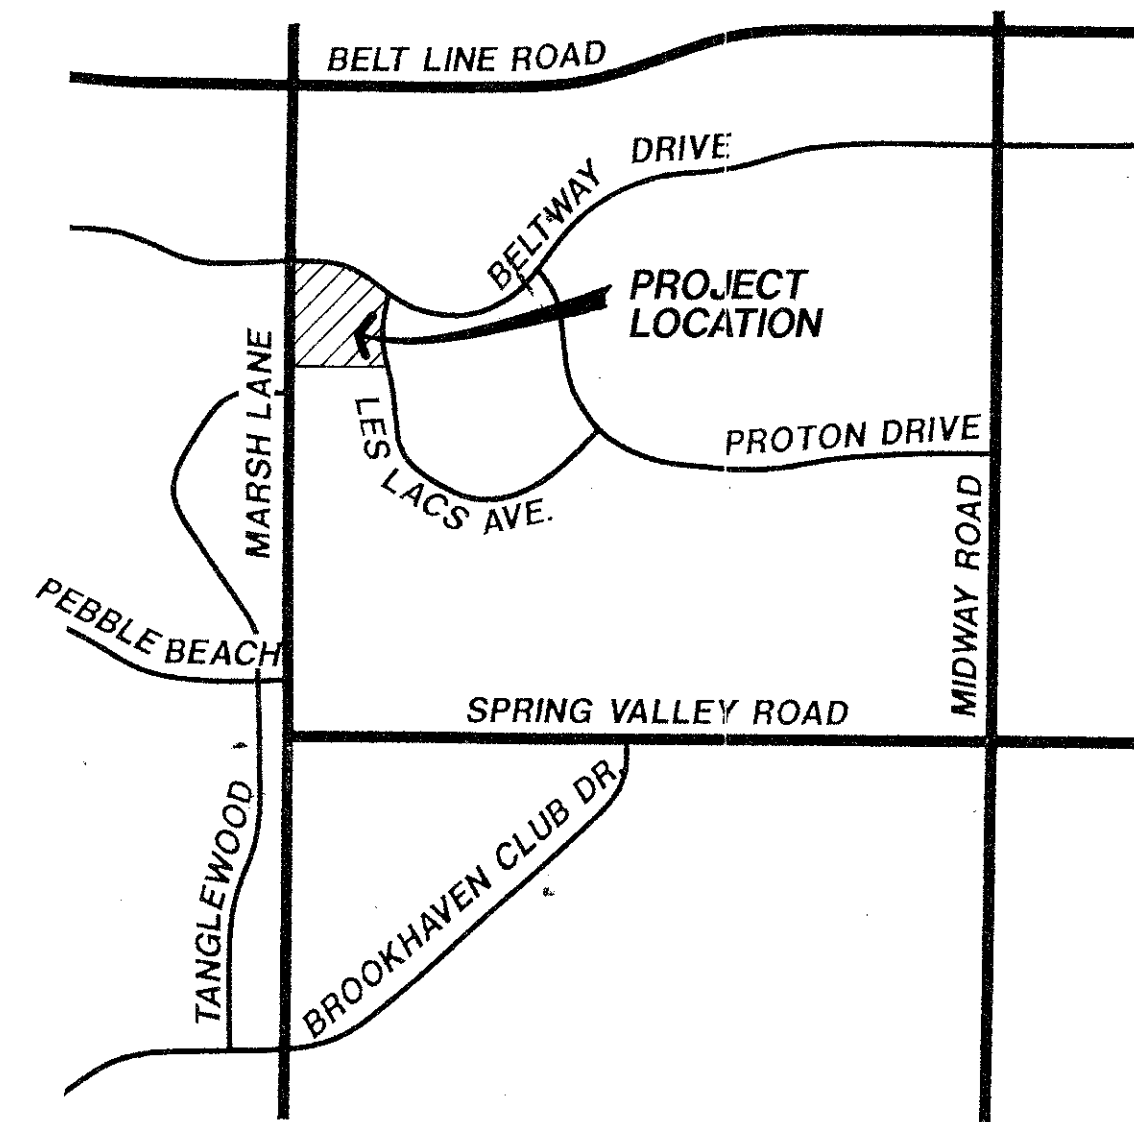 BELT LINE ROAD
BELTWAY DRIVE
PROJECT
LOCATION
MARSH LANE
LES LACS AVE.
PROTON DRIVE
MIDWAY ROAD
PEBBLE BEACH
SPRING VALLEY ROAD
TANGLEWOOD
BROOKHAVEN CLUB DR.